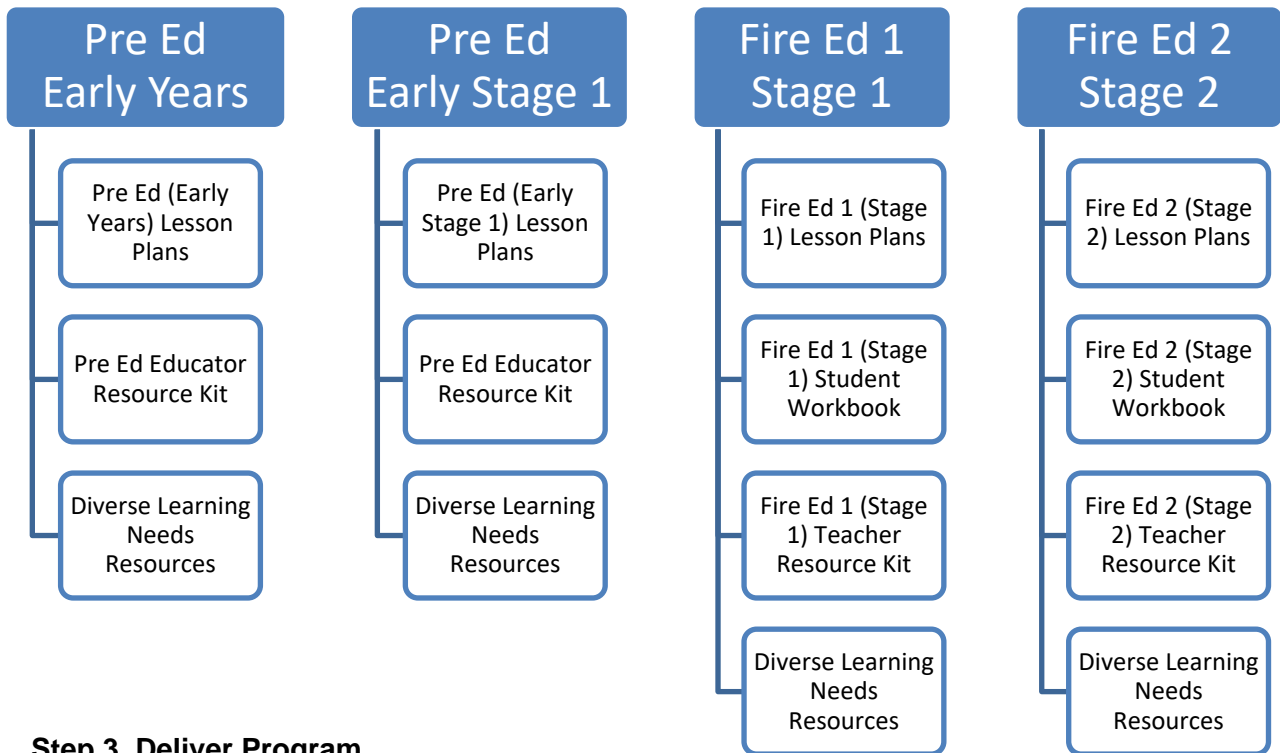 Pre Ed
Early Years
Pre Ed (Early
Years) Lesson
Plans
Pre Ed Educator
Resource Kit
Diverse Learning
Needs
Resources
Pre Ed
Early Stage 1
Pre Ed (Early
Stage 1) Lesson
Plans
Pre Ed Educator
Resource Kit
Diverse Learning
Needs
Resources
Fire Ed 1
Stage 1
Fire Ed 1 (Stage
1) Lesson Plans
Fire Ed 1 (Stage
1) Student
Workbook
Fire Ed 1 (Stage
1) Teacher
Resource Kit
Diverse Learning
Needs
Resources
Fire Ed 2
Stage 2
Fire Ed 2 (Stage
2) Lesson Plans
Fire Ed 2 (Stage
2) Student
Workbook
Fire Ed 2 (Stage
2) Teacher
Resource Kit
Diverse Learning
Needs
Resources
Step 3 Deliver Program